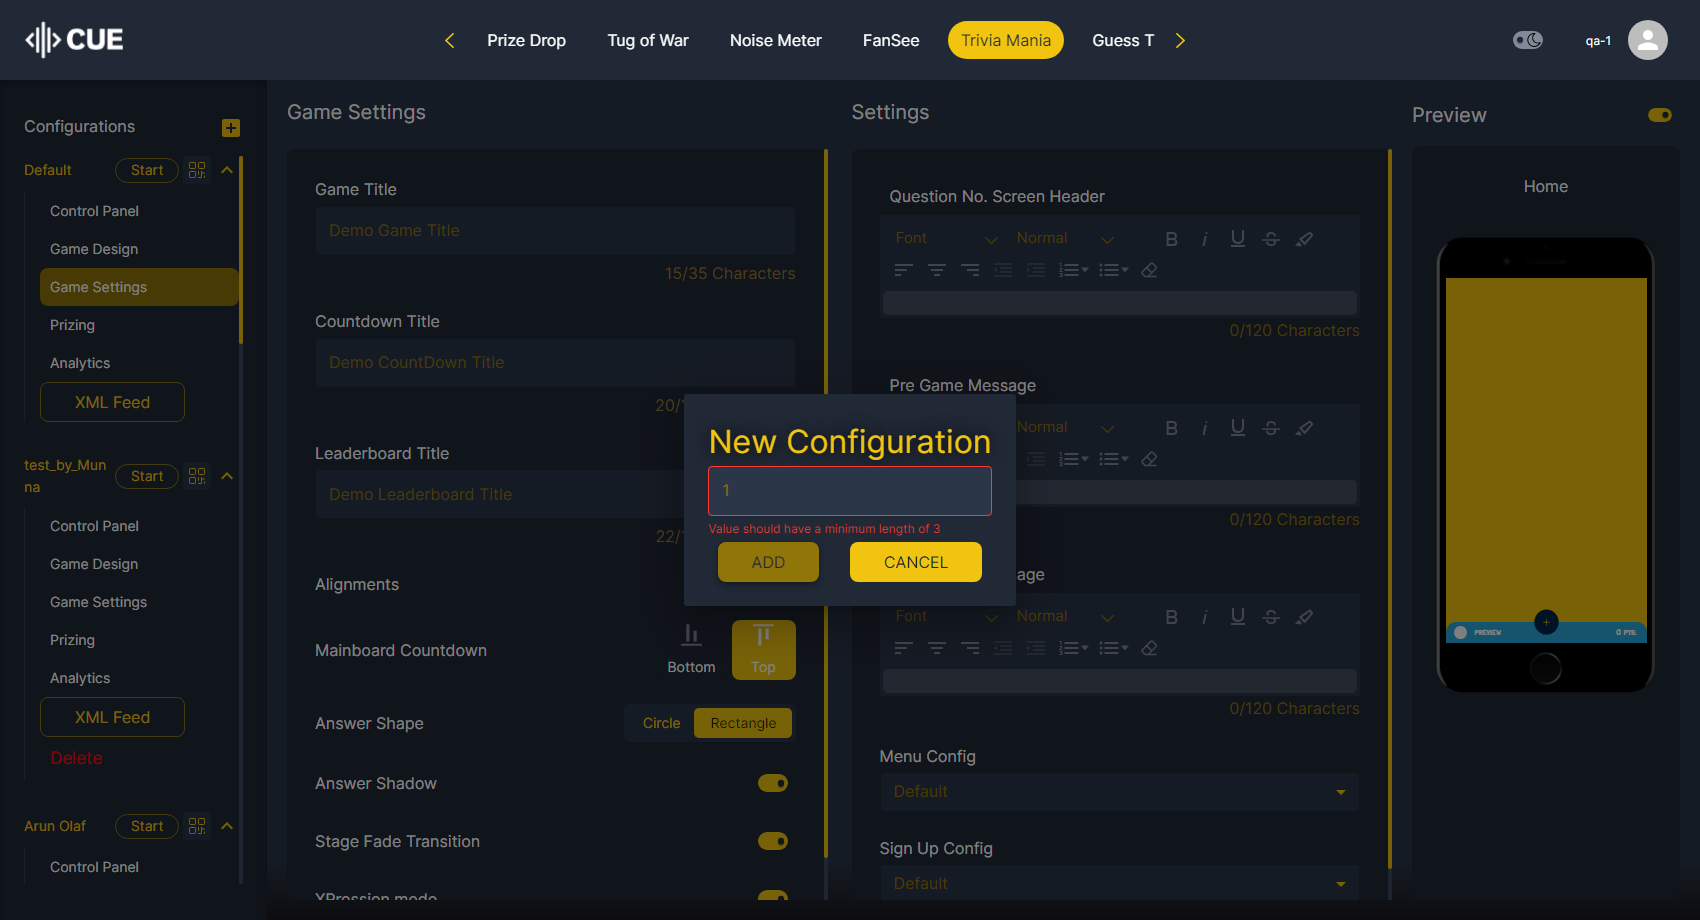 CUE
Prize Drop
Tug of War
Noise Meter
FanSee
Trivia Mania
Guess T
qa-1
Configurations
Default
Start
Control Panel
Game Design
Game Settings
Prizing
Analytics
XML Feed
test_by_Mun
na
Start
Control Panel
Game Design
Game Settings
Prizing
Analytics
XML Feed
Delete
Arun Olaf
Start
Control Panel
Game Settings
Game Title
Demo Game Title
15/35 Characters
Countdown Title
Demo CountDown Title
20/
Leaderboard Title
Demo Leaderboard Title
22/
Alignments
Mainboard Countdown
Bottom
Top
Answer Shape
Circle
Rectangle
Answer Shadow
Stage Fade Transition
XPression mode
New Configuration
1
Value should have a minimum length of 3
ADD
CANCEL
Settings
Question No. Screen Header
Font
Normal
B
i
U
S
0/120 Characters
Pre Game Message
Normal
B
i
U
S
0/120 Characters
age
Font
Normal
B
i
U
S
0/120 Characters
Menu Config
Default
Sign Up Config
Default
Preview
Home
PREVIEW
0 PTS.